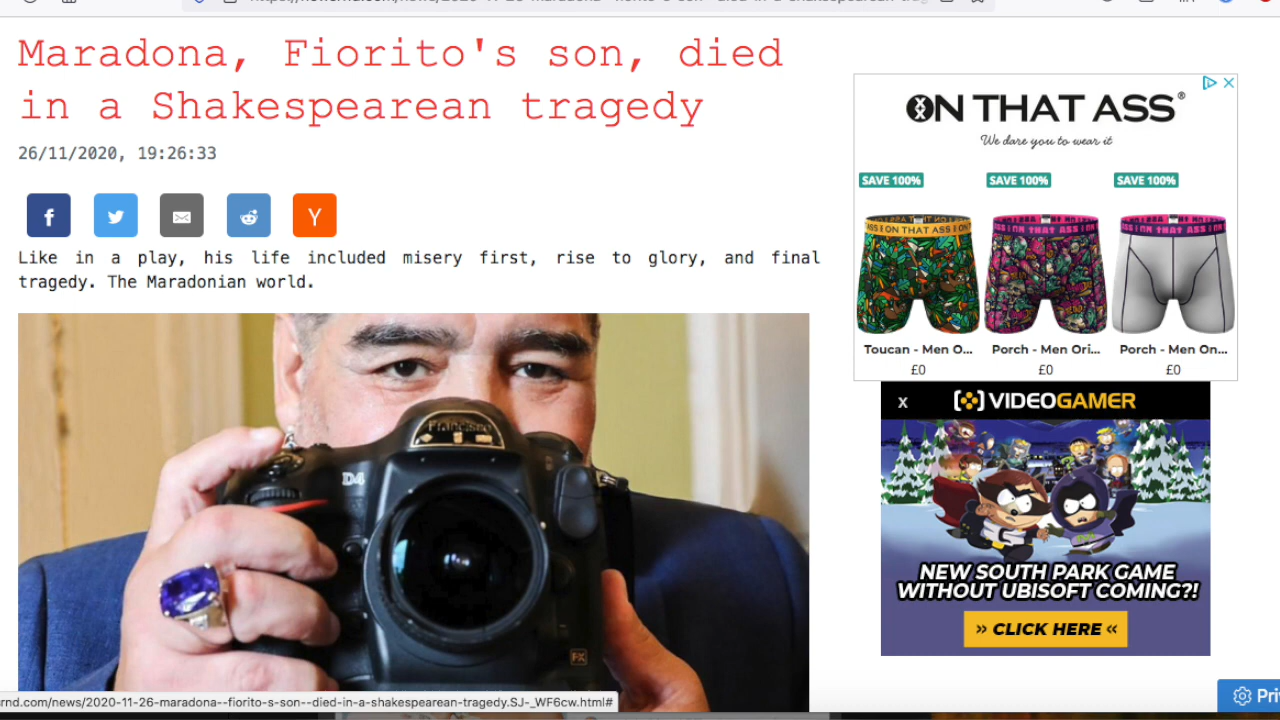 Maradona, Fiorito's son, died
in a Shakespearean tragedy
26/11/2020, 19:26:33
f
Y
Like in a play, his life included misery first, rise to glory, and final
tragedy. The Maradonian world.
Francisco
D4
FX
ON THAT ASS®
We dare you to wear it
SAVE 100% SAVE 100% SAVE 100%
Toucan - Men O... Porch - Men Ori... Porch - Men On...
£0 £0 £0
x
VIDEOGAMER
NEW SOUTH PARK GAME
WITHOUT UBISOFT COMING?!
» CLICK HERE «
rnd.com/news/2020-11-26-maradona--fiorito-s-son--died-in-a-shakespearean-tragedy.SJ-_WF6cw.html#